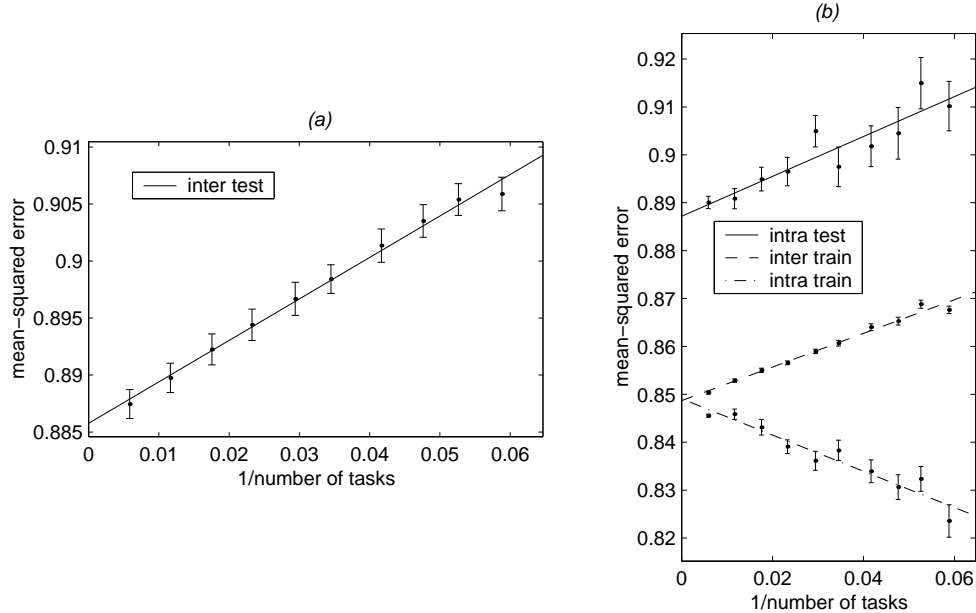 (a)
0.91
0.905
0.9
0.895
0.89
0.885
mean-squared error
inter test
0 0.01 0.02 0.03 0.04 0.05 0.06
1/number of tasks
(b)
0.92
0.91
0.9
0.89
0.88
0.87
0.86
0.85
0.84
0.83
0.82
mean-squared error
intra test
inter train
intra train
0 0.02 0.04 0.06
1/number of tasks